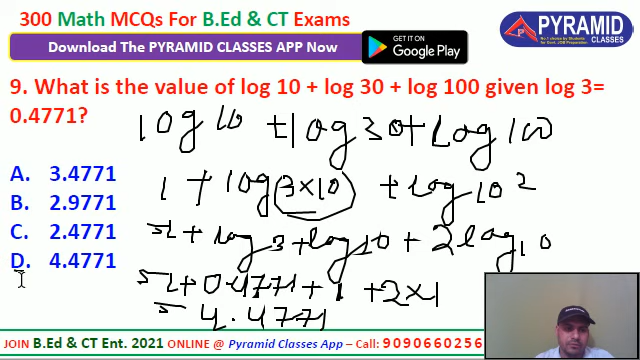 300 Math MCQs For B.Ed & CT Exams
Download The PYRAMID CLASSES APP Now
GET IT ON
Google Play
PYRAMID
CLASSES
9. What is the value of log 10 + log 30 + log 100 given log 3=
0.4771?
log 10 + log 30 + log 100
A. 3.4771
B. 2.9771
C. 2.4771
D. 4.4771
1 + log (3×10) + log 10 2
= 1 + log 3 + log 10 + 2 log 10
= 1 + 0.4771 + 1 + 2×1
= 4.4771
JOIN B.Ed & CT Ent. 2021 ONLINE @ Pyramid Classes App – Call: 9090660256